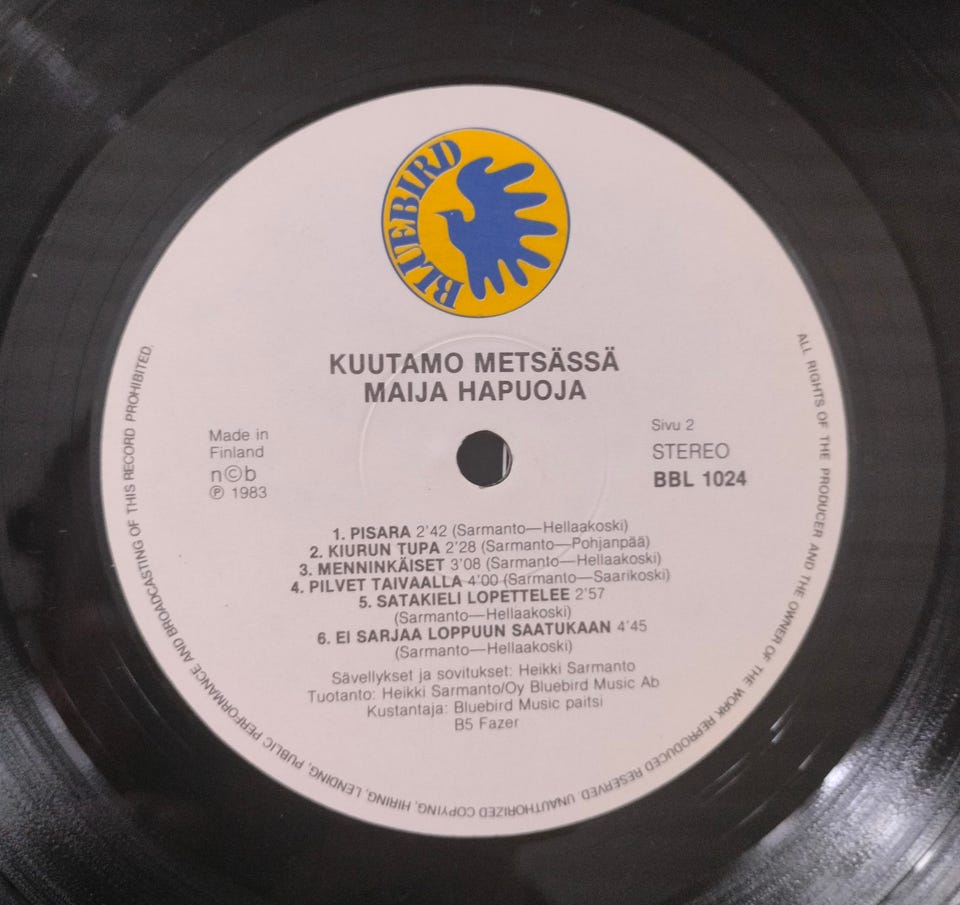 BLUEBIRD
KUUTAMO METSÄSSÄ
MAIJA HAPUOJA
Made in
Finland
n©b
℗ 1983
Sivu 2
STEREO
BBL 1024
1. PISARA 2'42 (Sarmanto—Hellaakoski)
2. KIURUN TUPA 2'28 (Sarmanto—Pohjanpää)
3. MENNINKÄISET 3'08 (Sarmanto—Hellaakoski)
4. PILVET TAIVAALLA 4'00 (Sarmanto—Saarikoski)
5. SATAKIELI LOPETTELEE 2'57
(Sarmanto—Hellaakoski)
6. EI SARJAA LOPPUUN SAATUKAAN 4'45
(Sarmanto—Hellaakoski)
Sävellykset ja sovitukset: Heikki Sarmanto
Tuotanto: Heikki Sarmanto/Oy Bluebird Music Ab
Kustantaja: Bluebird Music paitsi
B5 Fazer
ALL RIGHTS OF THE PRODUCER AND THE OWNER OF THE WORK REPRODUCED RESERVED. UNAUTHORIZED COPYING, HIRING, LENDING, PUBLIC PERFORMANCE AND BROADCASTING OF THIS RECORD PROHIBITED.